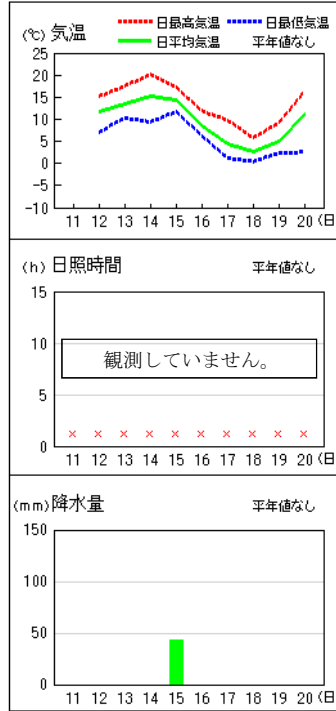 (℃) 気温
日最高気温 日最低気温
日平均気温 平年値なし
25
20
15
10
5
0
-5
-10
11 12 13 14 15 16 17 18 19 20 (日
(h) 日照時間 平年値なし
15
10
観測していません。
5
0
11 12 13 14 15 16 17 18 19 20 (日
(mm) 降水量 平年値なし
150
100
50
0
11 12 13 14 15 16 17 18 19 20 (日